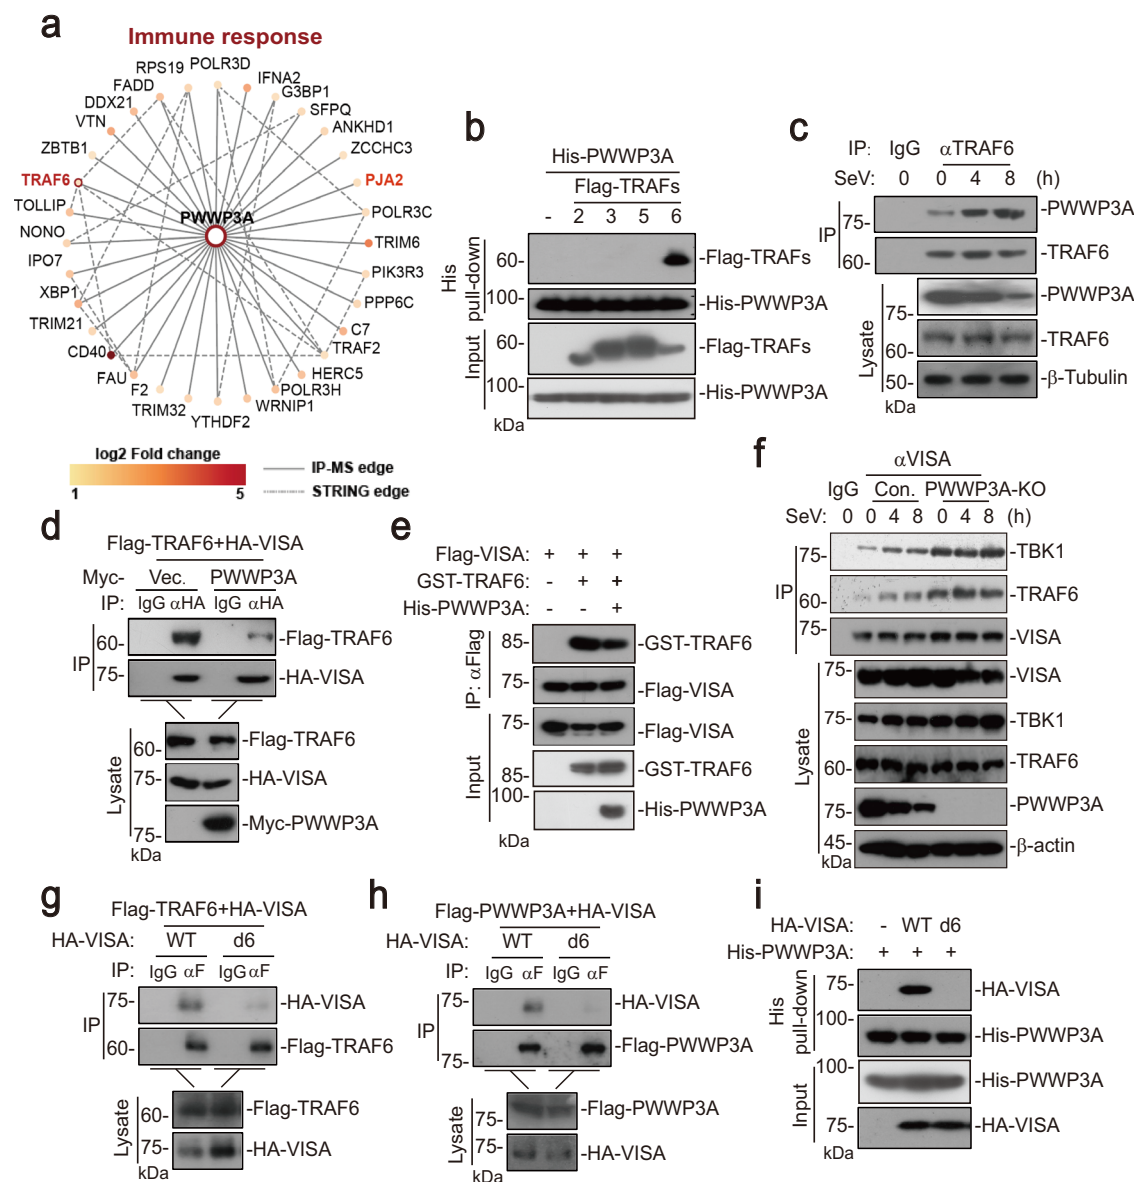 a
Immune response
RPS19
POLR3D
IFNA2
FADD
G3BP1
DDX21
SFPQ
VTN
ANKHD1
ZBTB1
ZCCHC3
TRAF6
PJA2
TOLLIP
PWWP3A
POLR3C
NONO
TRIM6
IPO7
PIK3R3
XBP1
PPP6C
TRIM21
C7
CD40
TRAF2
FAU
HERC5
F2
POLR3H
TRIM32
WRNIP1
YTHDF2
log2 Fold change
1 5
IP-MS edge
STRING edge
b
His-PWWP3A
Flag-TRAFs
- 2 3 5 6
His
pull-down
60- -Flag-TRAFs
100- -His-PWWP3A
Input
60- -Flag-TRAFs
100- -His-PWWP3A
kDa
c
IP: IgG αTRAF6
SeV: 0 0 4 8 (h)
IP
75- -PWWP3A
60- -TRAF6
Lysate
75- -PWWP3A
60- -TRAF6
50- -β-Tubulin
kDa
d
Flag-TRAF6+HA-VISA
Myc- Vec. PWWP3A
IP: IgG αHA IgG αHA
IP
60- -Flag-TRAF6
75- -HA-VISA
Lysate
60- -Flag-TRAF6
75- -HA-VISA
75- -Myc-PWWP3A
kDa
e
Flag-VISA: + + +
GST-TRAF6: - + +
His-PWWP3A: - - +
IP: αFlag
85- -GST-TRAF6
75- -Flag-VISA
Input
75- -Flag-VISA
85- -GST-TRAF6
100- -His-PWWP3A
kDa
f
αVISA
IgG Con. PWWP3A-KO
SeV: 0 0 4 8 0 4 8 (h)
IP
75- -TBK1
60- -TRAF6
75- -VISA
Lysate
75- -VISA
75- -TBK1
60- -TRAF6
75- -PWWP3A
45- -β-actin
kDa
g
Flag-TRAF6+HA-VISA
HA-VISA: WT d6
IP: IgG αF IgG αF
IP
75- -HA-VISA
60- -Flag-TRAF6
Lysate
60- -Flag-TRAF6
75- -HA-VISA
kDa
h
Flag-PWWP3A+HA-VISA
HA-VISA: WT d6
IP: IgG αF IgG αF
IP
75- -HA-VISA
75- -Flag-PWWP3A
Lysate
75- -Flag-PWWP3A
75- -HA-VISA
kDa
i
HA-VISA: - WT d6
His-PWWP3A: + + +
His
pull-down
75- -HA-VISA
100- -His-PWWP3A
Input
100- -His-PWWP3A
75- -HA-VISA
kDa